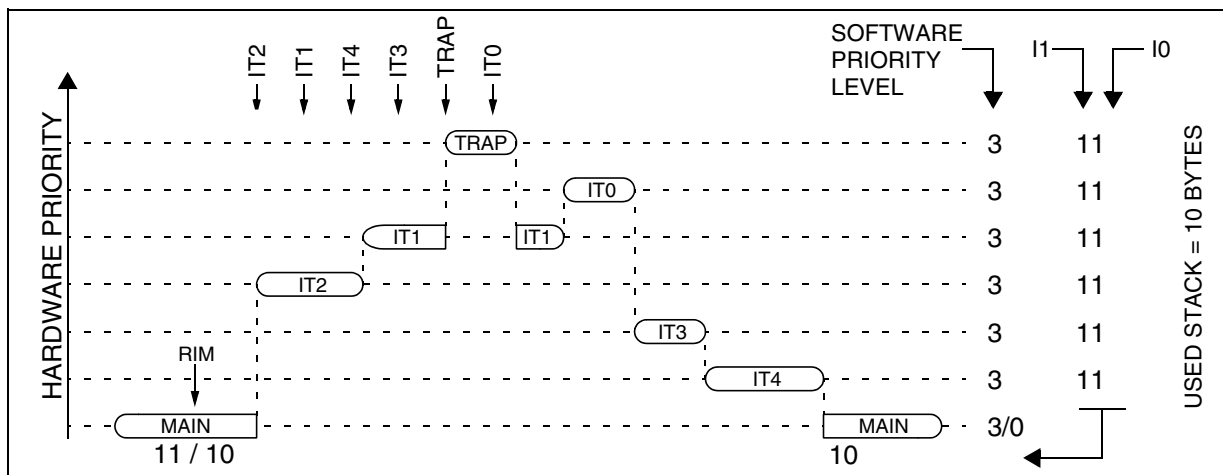 IT2
IT1
IT4
IT3
TRAP
IT0
SOFTWARE
PRIORITY
LEVEL
I1
I0
HARDWARE PRIORITY
TRAP
3
11
IT0
3
11
IT1
IT1
3
11
IT2
3
11
IT3
3
11
RIM
IT4
3
11
MAIN
MAIN
3/0
11 / 10
10
USED STACK = 10 BYTES